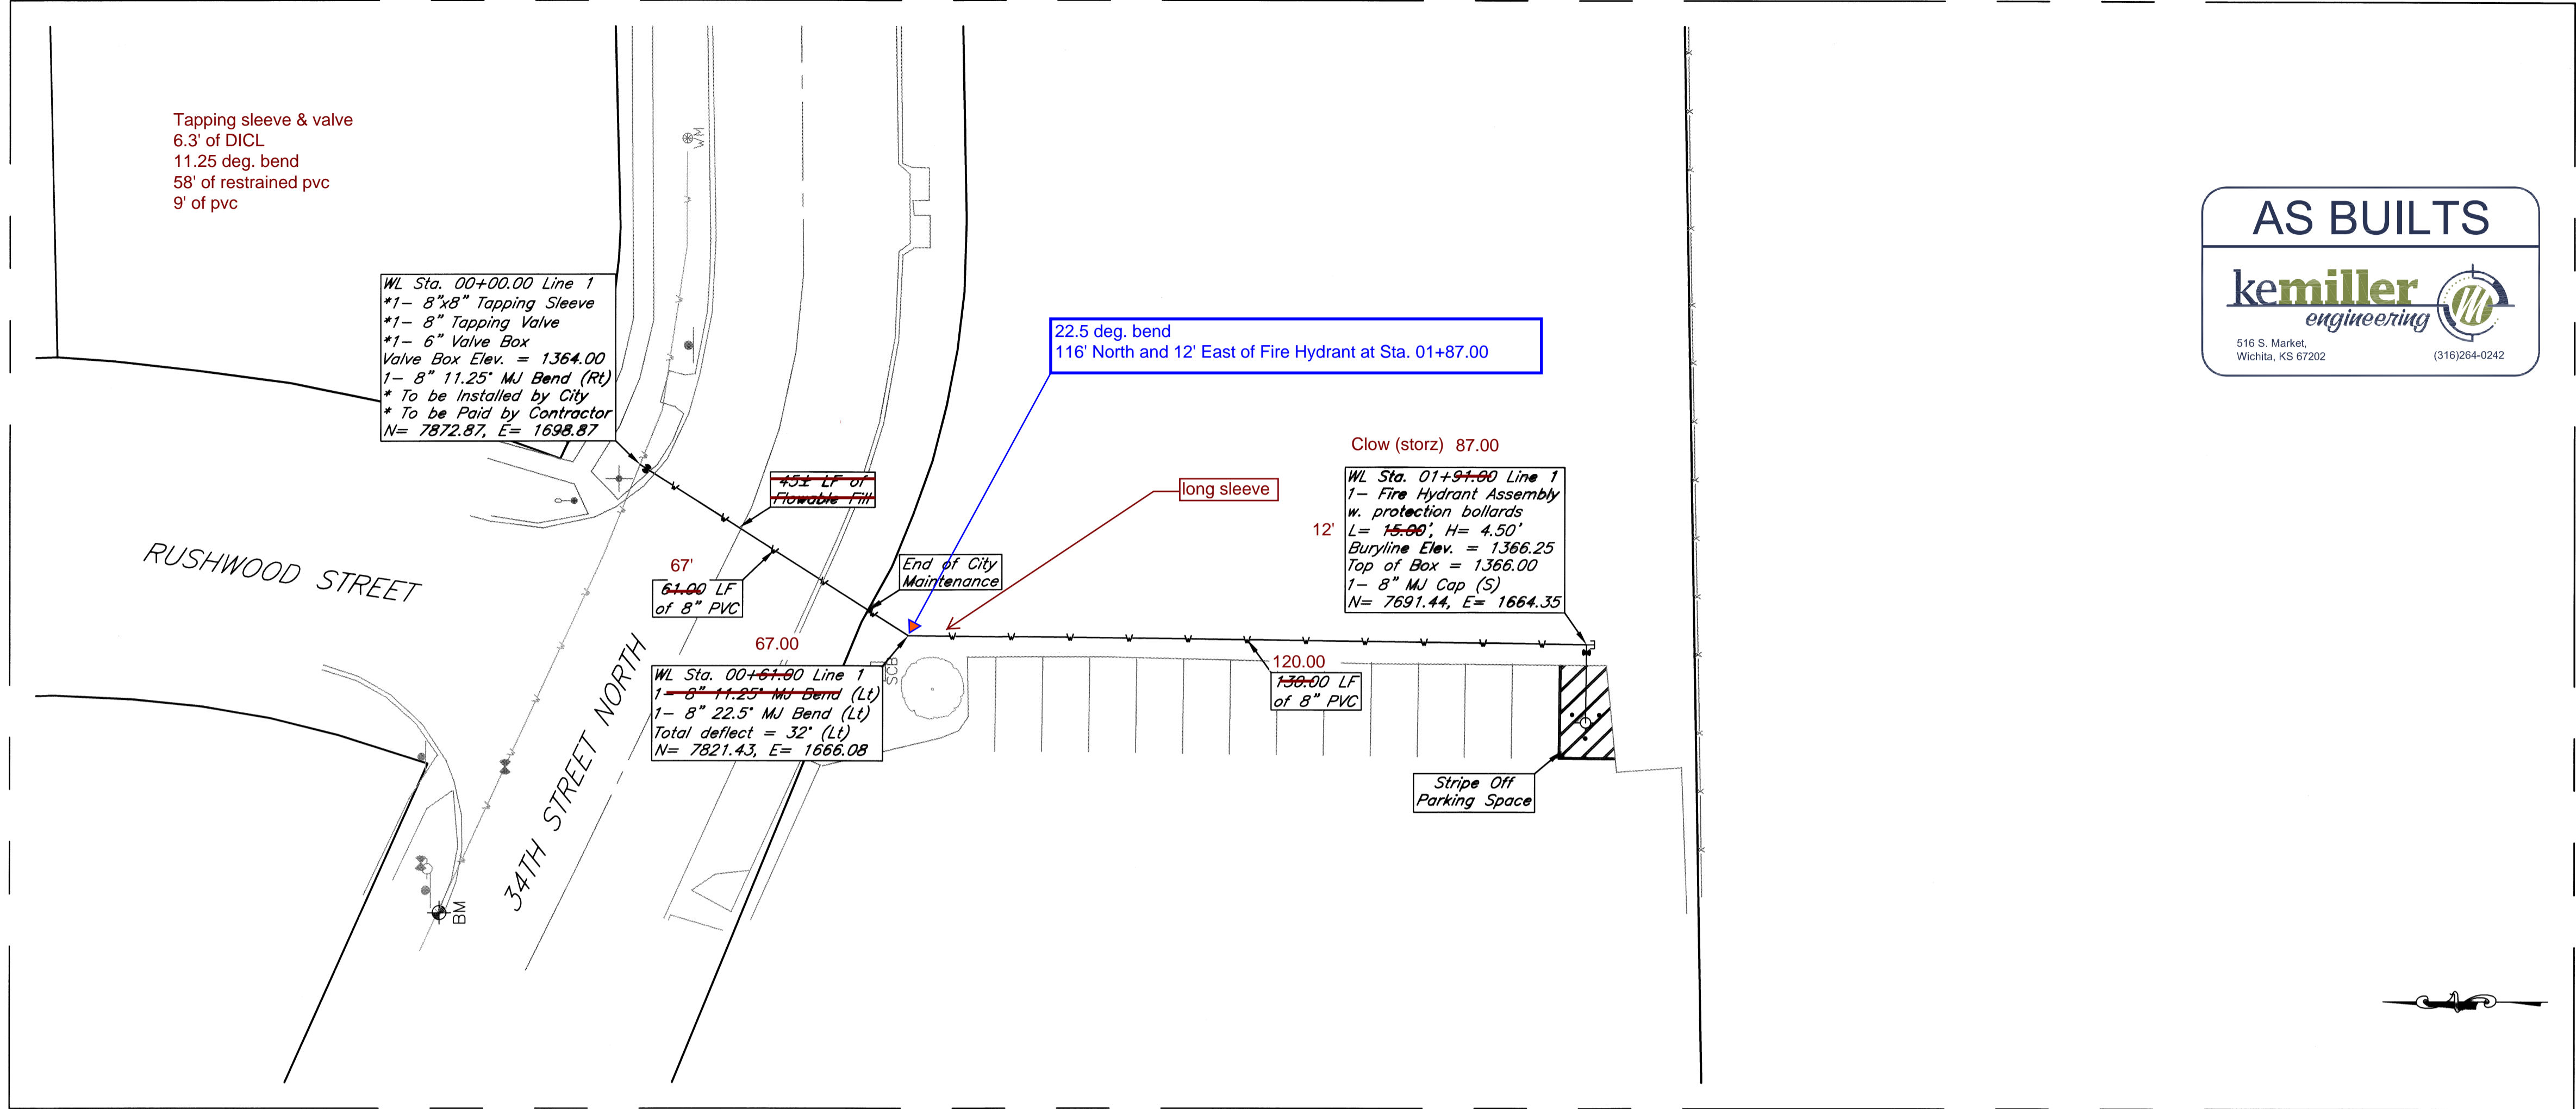 Tapping sleeve & valve
6.3' of DICL
11.25 deg. bend
58' of restrained pvc
9' of pvc
WM
AS BUILTS
kemiller
engineering
516 S. Market,
Wichita, KS 67202
(316)264-0242
WL Sta. 00+00.00 Line 1
*1- 8"x8" Tapping Sleeve
*1- 8" Tapping Valve
*1- 6" Valve Box
Valve Box Elev. = 1364.00
1- 8" 11.25° MJ Bend (Rt)
* To be Installed by City
* To be Paid by Contractor
N= 7872.87, E= 1698.87
22.5 deg. bend
116' North and 12' East of Fire Hydrant at Sta. 01+87.00
45± LF of
Flowable Fill
long sleeve
Clow (storz) 87.00
WL Sta. 01+91.00 Line 1
1- Fire Hydrant Assembly
w. protection bollards
12'
L= 15.00', H= 4.50'
Buryline Elev. = 1366.25
Top of Box = 1366.00
1- 8" MJ Cap (S)
N= 7691.44, E= 1664.35
RUSHWOOD STREET
67'
61.00 LF
of 8" PVC
End of City
Maintenance
67.00
WL Sta. 00+61.00 Line 1
1- 8" 11.25° MJ Bend (Lt)
1- 8" 22.5° MJ Bend (Lt)
Total deflect = 32° (Lt)
N= 7821.43, E= 1666.08
SCB
120.00
130.00 LF
of 8" PVC
Stripe Off
Parking Space
34TH STREET NORTH
BM